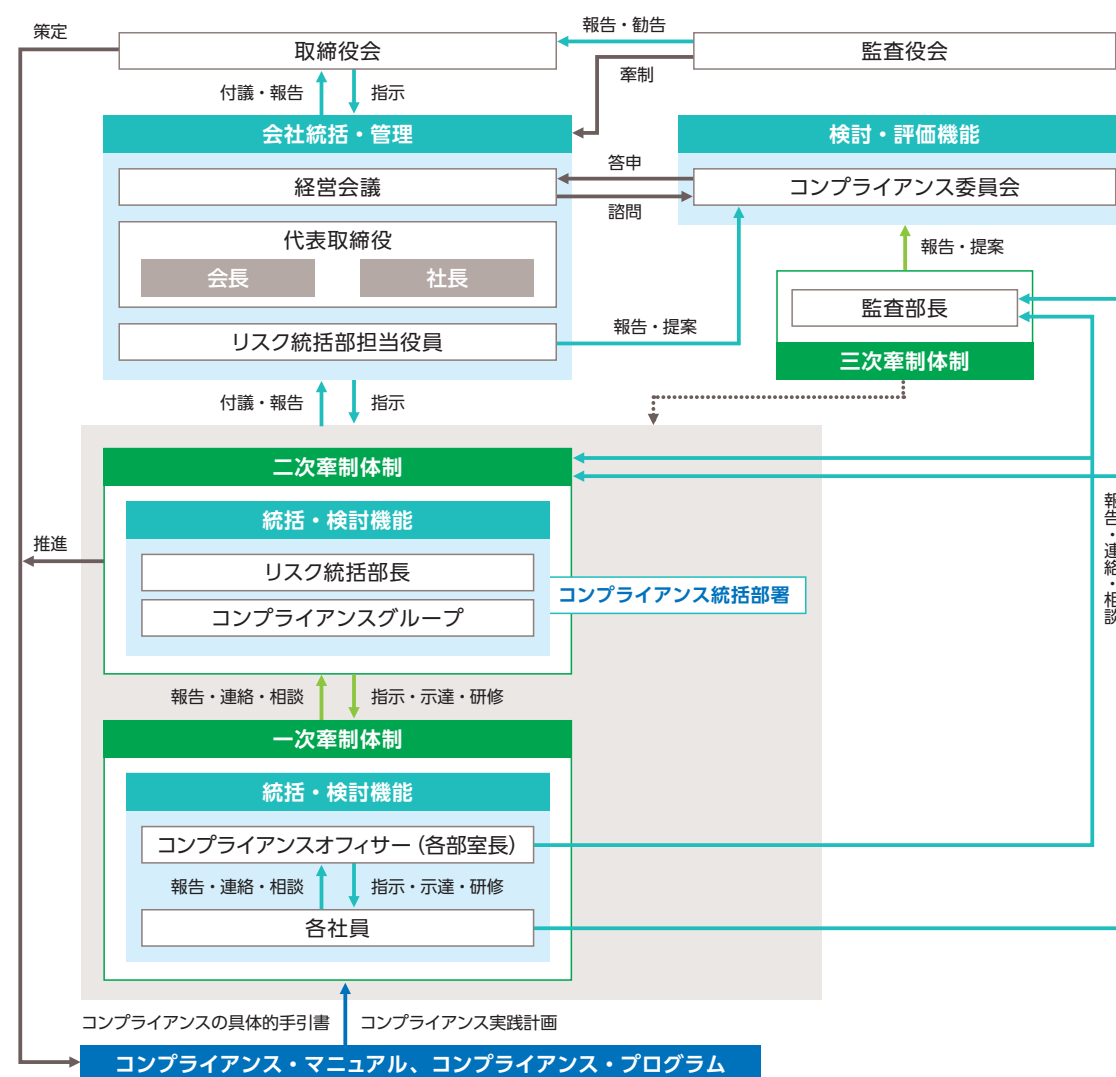 策定
報告・勧告
取締役会
監査役会
牽制
付議・報告
指示
会社統括・管理
検討・評価機能
答申
経営会議
コンプライアンス委員会
諮問
代表取締役
会長
社長
報告・提案
監査部長
リスク統括部担当役員
報告・提案
三次牽制体制
付議・報告
指示
二次牽制体制
統括・検討機能
推進
リスク統括部長
コンプライアンス統括部署
コンプライアンスグループ
報告・連絡・相談
報告・連絡・相談
指示・示達・研修
一次牽制体制
統括・検討機能
コンプライアンスオフィサー（各部室長）
報告・連絡・相談
指示・示達・研修
各社員
コンプライアンスの具体的手引書
コンプライアンス実践計画
コンプライアンス・マニュアル、コンプライアンス・プログラム